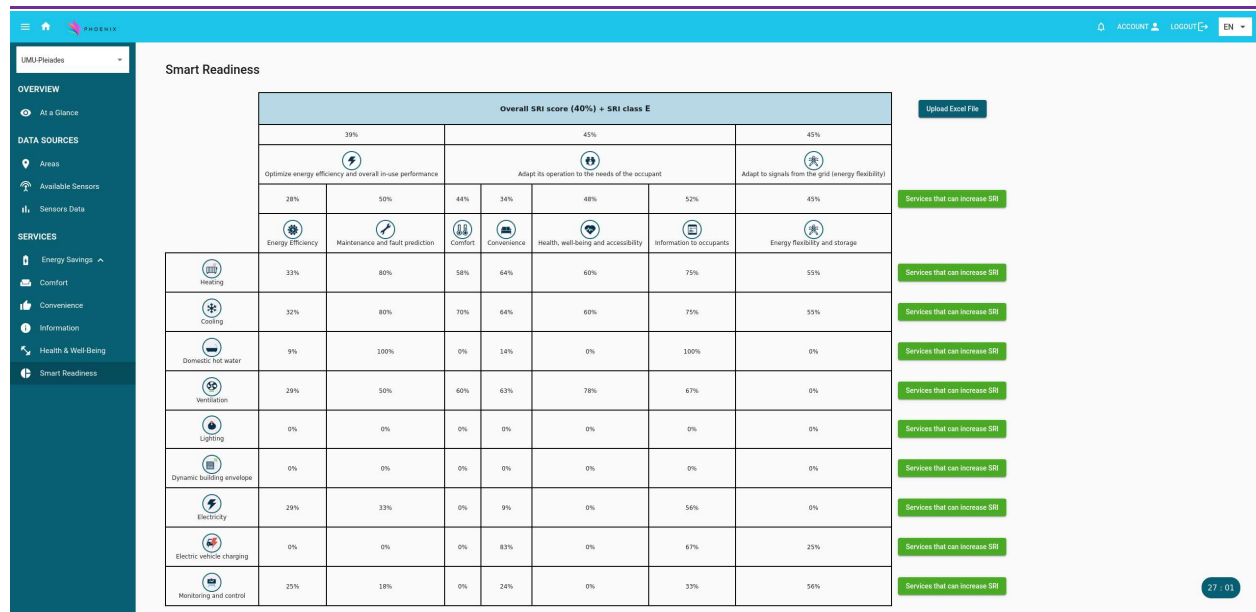 PHOENIX
ACCOUNT LOGOUT EN
UMU-Pleiades
OVERVIEW
At a Glance
DATA SOURCES
Areas
Available Sensors
Sensors Data
SERVICES
Energy Savings
Comfort
Convenience
Information
Health & Well-Being
Smart Readiness
Smart Readiness
Overall SRI score (40%) + SRI class E
Upload Excel File
39% 45% 45%
Optimize energy efficiency and overall in-use performance Adapt its operation to the needs of the occupant Adapt to signals from the grid (energy flexibility)
28% 50% 44% 34% 48% 52% 45% Services that can increase SRI
Energy Efficiency Maintenance and fault prediction Comfort Convenience Health, well-being and accessibility Information to occupants Energy flexibility and storage
Heating 33% 80% 58% 64% 60% 75% 55% Services that can increase SRI
Cooling 32% 80% 70% 64% 60% 75% 55% Services that can increase SRI
Domestic hot water 9% 100% 0% 14% 0% 100% 0% Services that can increase SRI
Ventilation 29% 50% 60% 63% 78% 67% 0% Services that can increase SRI
Lighting 0% 0% 0% 0% 0% 0% 0% Services that can increase SRI
Dynamic building envelope 0% 0% 0% 0% 0% 0% 0% Services that can increase SRI
Electricity 29% 33% 0% 9% 0% 56% 0% Services that can increase SRI
Electric vehicle charging 0% 0% 0% 83% 0% 67% 25% Services that can increase SRI
Monitoring and control 25% 18% 0% 24% 0% 33% 56% Services that can increase SRI
27 : 01